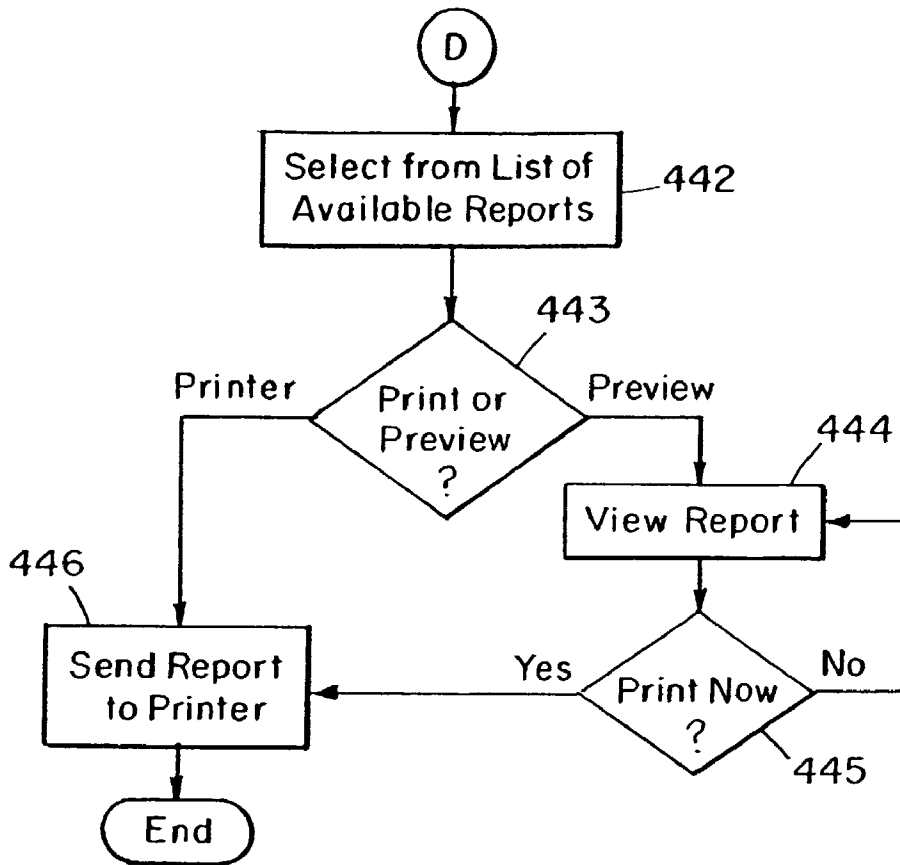 D
Select from List of
Available Reports
442
443
Printer
Print or
Preview
?
Preview
444
View Report
446
Send Report
to Printer
Yes
Print Now
?
No
445
End